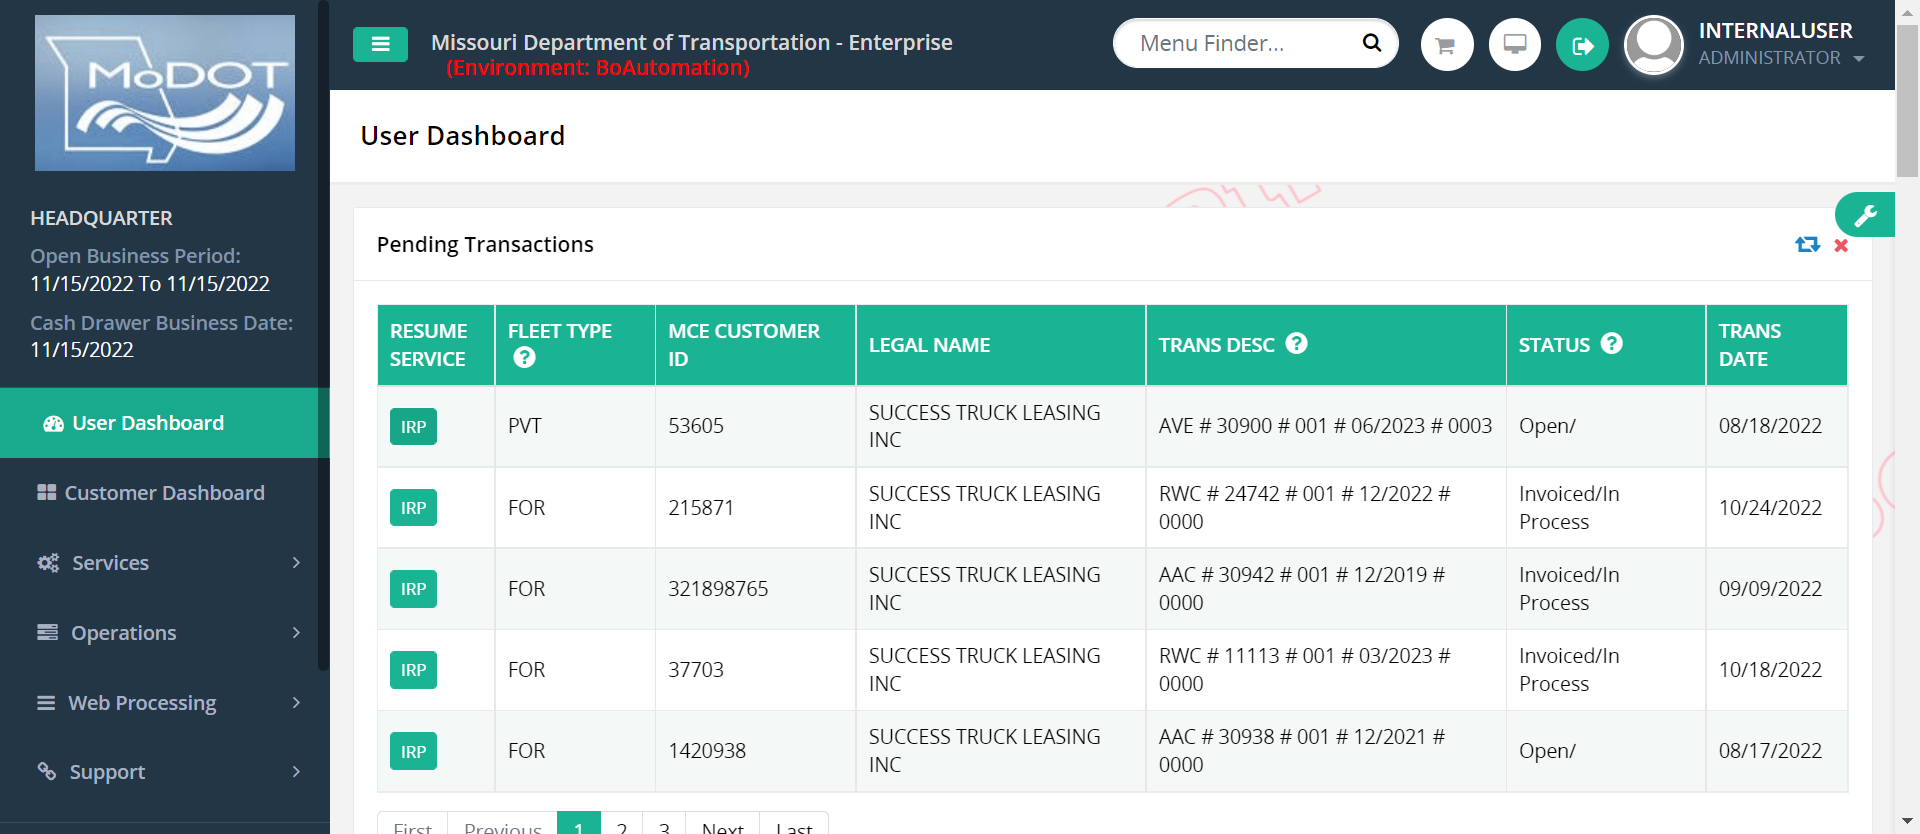 MoDOT
Missouri Department of Transportation - Enterprise
(Environment: BoAutomation)
Menu Finder...
INTERNALUSER
ADMINISTRATOR
HEADQUARTER
Open Business Period:
11/15/2022 To 11/15/2022
Cash Drawer Business Date:
11/15/2022
User Dashboard
Customer Dashboard
Services
Operations
Web Processing
Support
User Dashboard
Pending Transactions
RESUME SERVICE FLEET TYPE MCE CUSTOMER ID LEGAL NAME TRANS DESC STATUS TRANS DATE
IRP PVT 53605 SUCCESS TRUCK LEASING INC AVE # 30900 # 001 # 06/2023 # 0003 Open/ 08/18/2022
IRP FOR 215871 SUCCESS TRUCK LEASING INC RWC # 24742 # 001 # 12/2022 # 0000 Invoiced/In Process 10/24/2022
IRP FOR 321898765 SUCCESS TRUCK LEASING INC AAC # 30942 # 001 # 12/2019 # 0000 Invoiced/In Process 09/09/2022
IRP FOR 37703 SUCCESS TRUCK LEASING INC RWC # 11113 # 001 # 03/2023 # 0000 Invoiced/In Process 10/18/2022
IRP FOR 1420938 SUCCESS TRUCK LEASING INC AAC # 30938 # 001 # 12/2021 # 0000 Open/ 08/17/2022
First Previous 1 2 3 Next Last